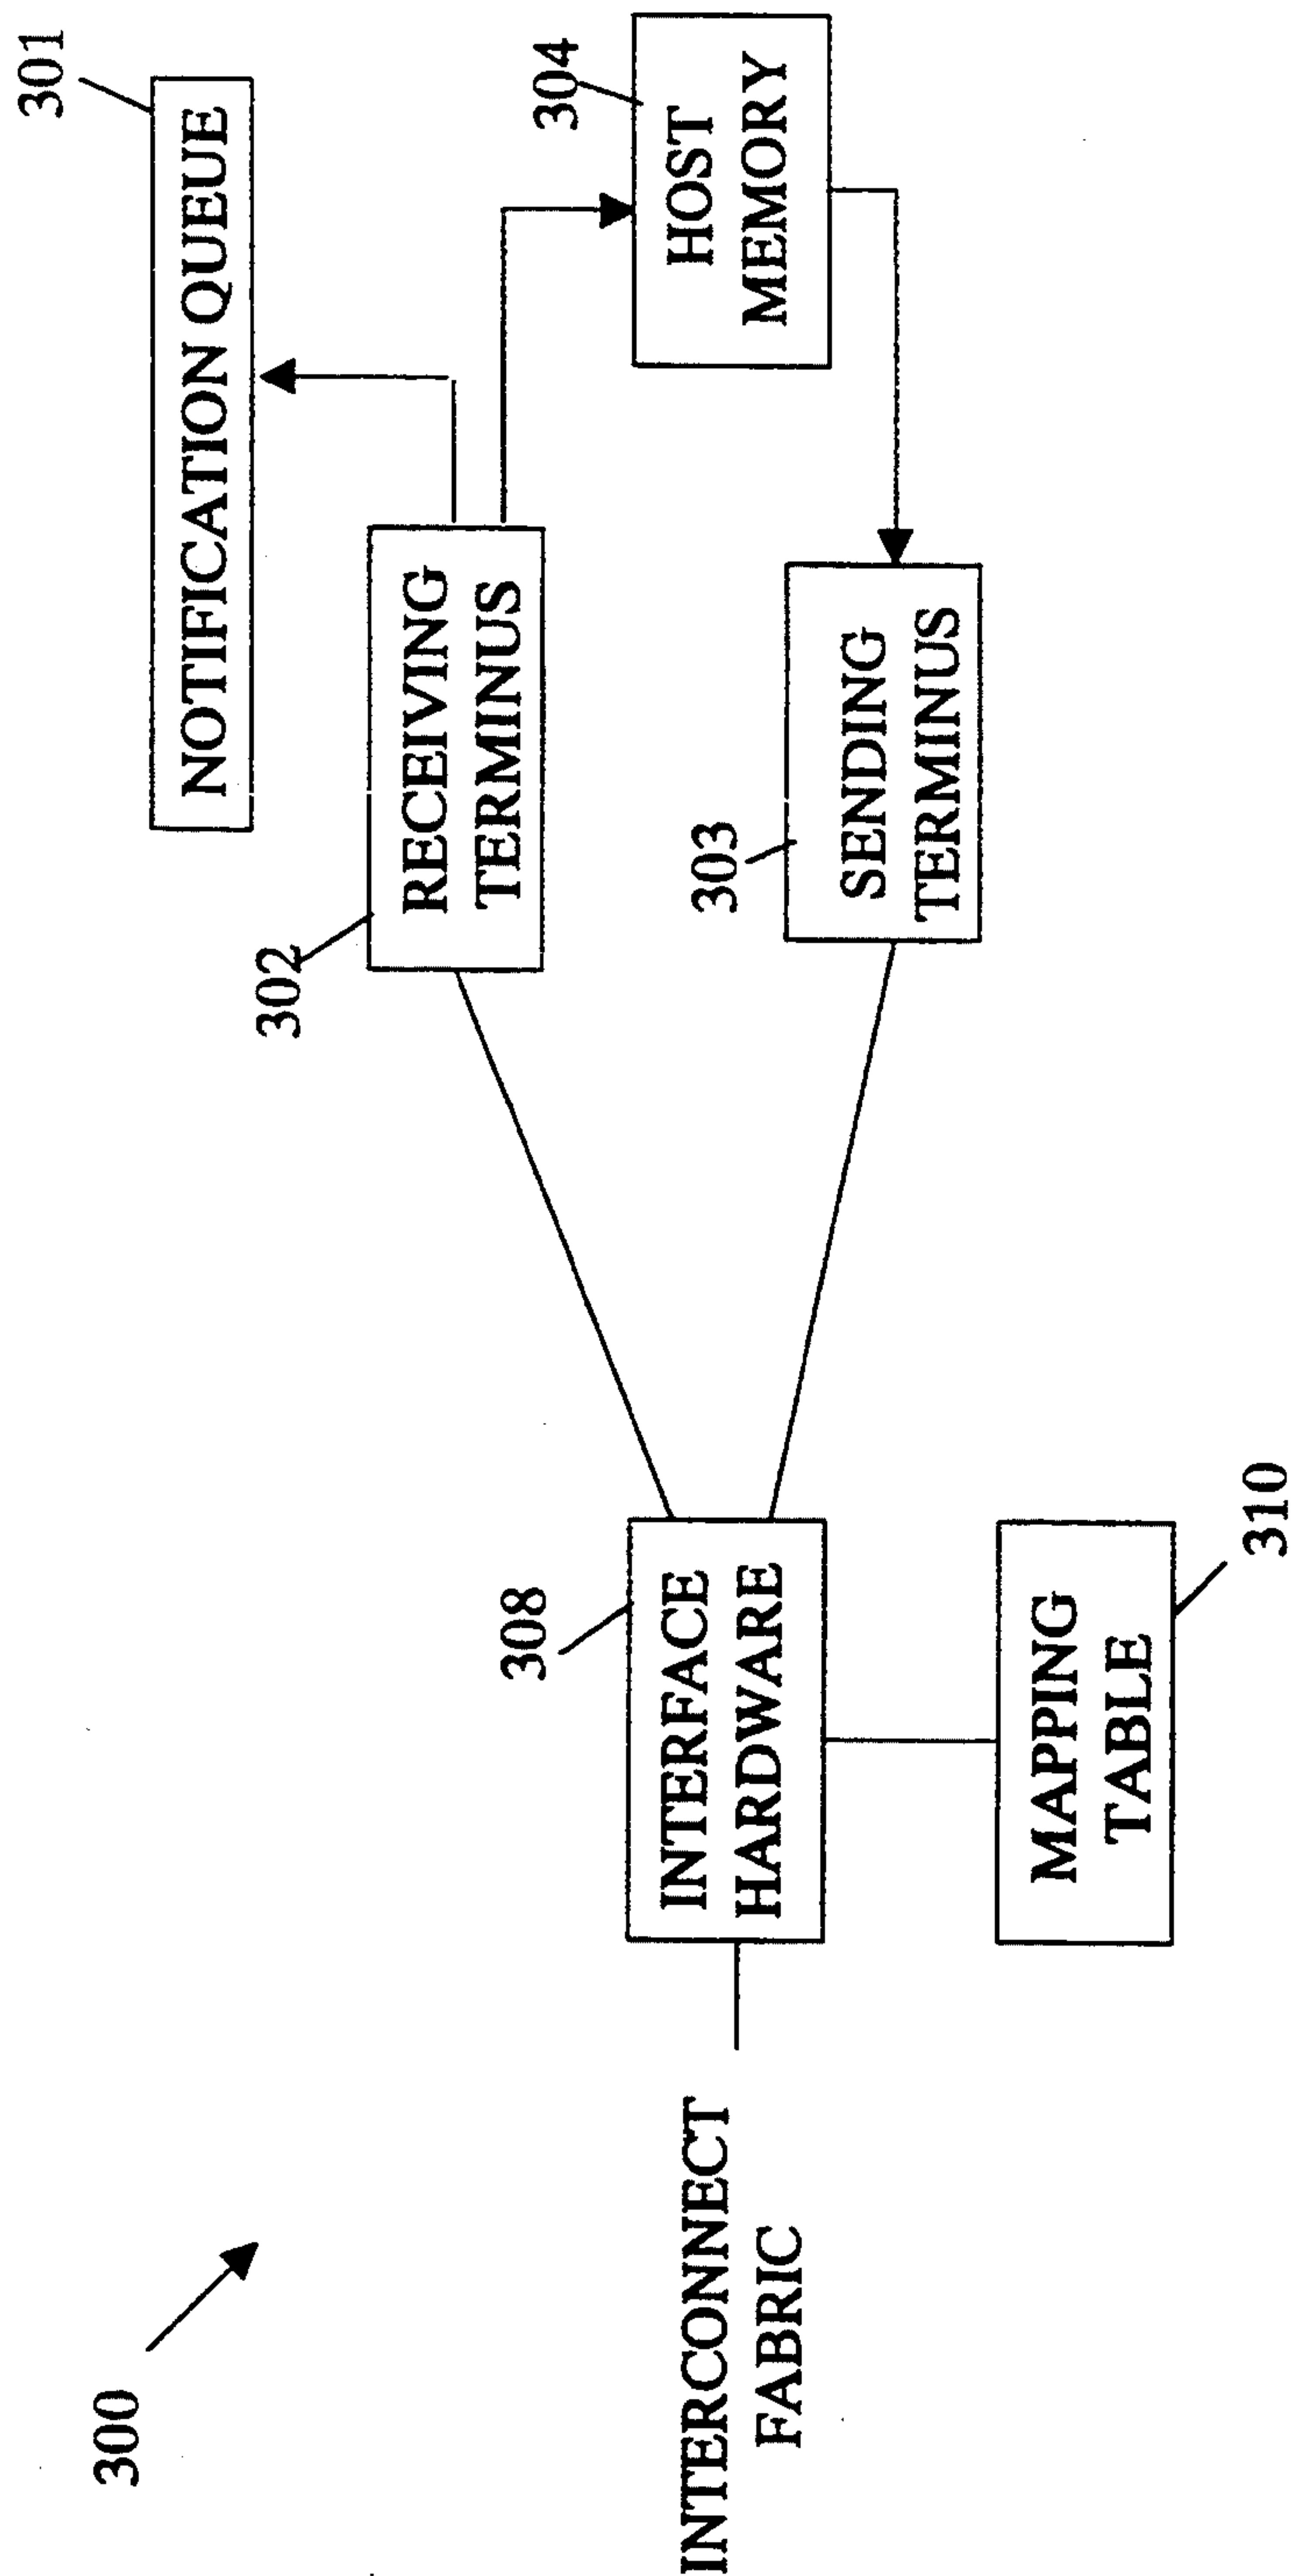 300
INTERCONNECT
FABRIC
308
INTERFACE
HARDWARE
MAPPING
TABLE
310
302
RECEIVING
TERMINUS
303
SENDING
TERMINUS
301
NOTIFICATION QUEUE
304
HOST
MEMORY